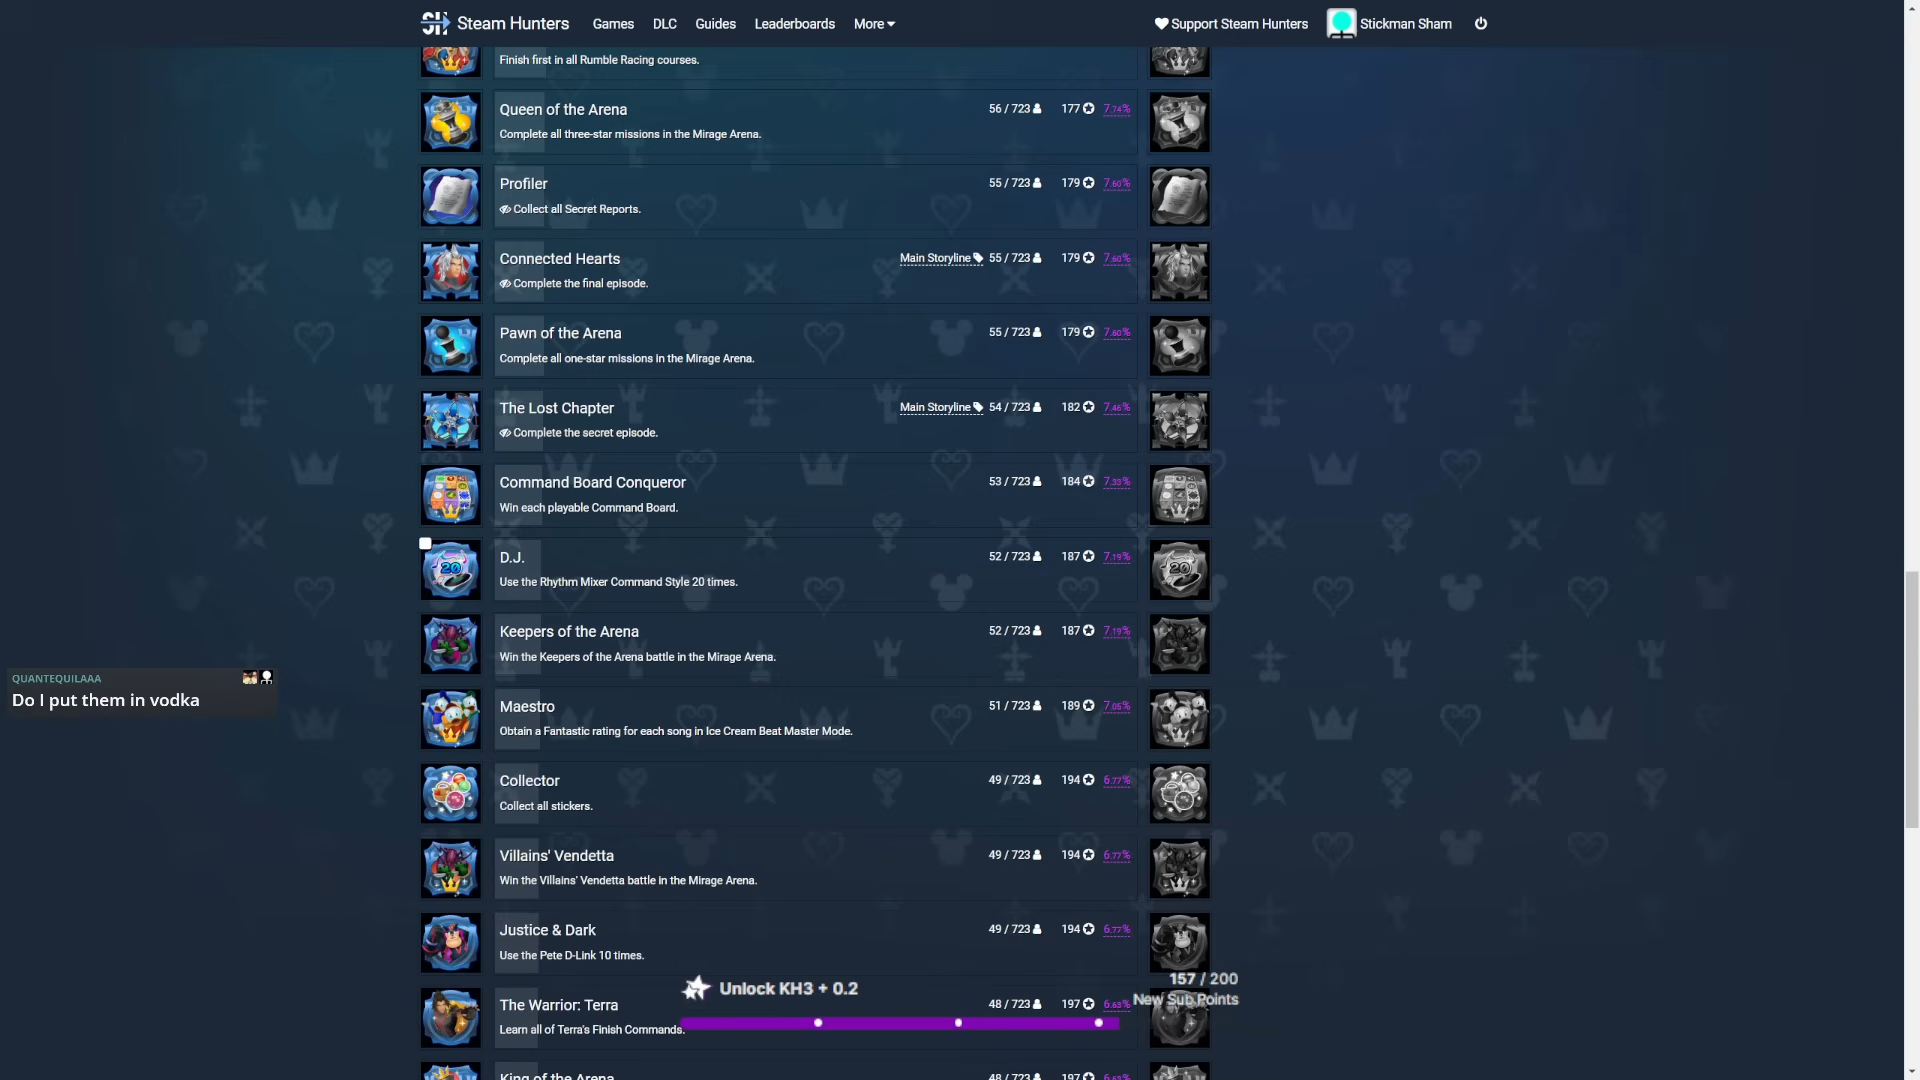 Steam Hunters Games DLC Guides Leaderboards More Support Steam Hunters Stickman Sham
Finish first in all Rumble Racing courses.
Queen of the Arena 56 / 723 177 7.74%
Complete all three-star missions in the Mirage Arena.
Profiler 55 / 723 179 7.60%
Collect all Secret Reports.
Connected Hearts Main Storyline 55 / 723 179 7.60%
Complete the final episode.
Pawn of the Arena 55 / 723 179 7.60%
Complete all one-star missions in the Mirage Arena.
The Lost Chapter Main Storyline 54 / 723 182 7.46%
Complete the secret episode.
Command Board Conqueror 53 / 723 184 7.33%
Win each playable Command Board.
D.J. 52 / 723 187 7.19%
20 Use the Rhythm Mixer Command Style 20 times. 20
Keepers of the Arena 52 / 723 187 7.19%
Win the Keepers of the Arena battle in the Mirage Arena.
QUANTEQUILAAA
Do I put them in vodka
Maestro 51 / 723 189 7.05%
Obtain a Fantastic rating for each song in Ice Cream Beat Master Mode.
Collector 49 / 723 194 6.77%
Collect all stickers.
Villains' Vendetta 49 / 723 194 6.77%
Win the Villains' Vendetta battle in the Mirage Arena.
Justice & Dark 49 / 723 194 6.77%
Use the Pete D-Link 10 times.
Unlock KH3 + 0.2 157 / 200
New Sub Points
The Warrior: Terra 48 / 723 197 6.63%
Learn all of Terra's Finish Commands.
King of the Arena 48 / 723 197 6.63%